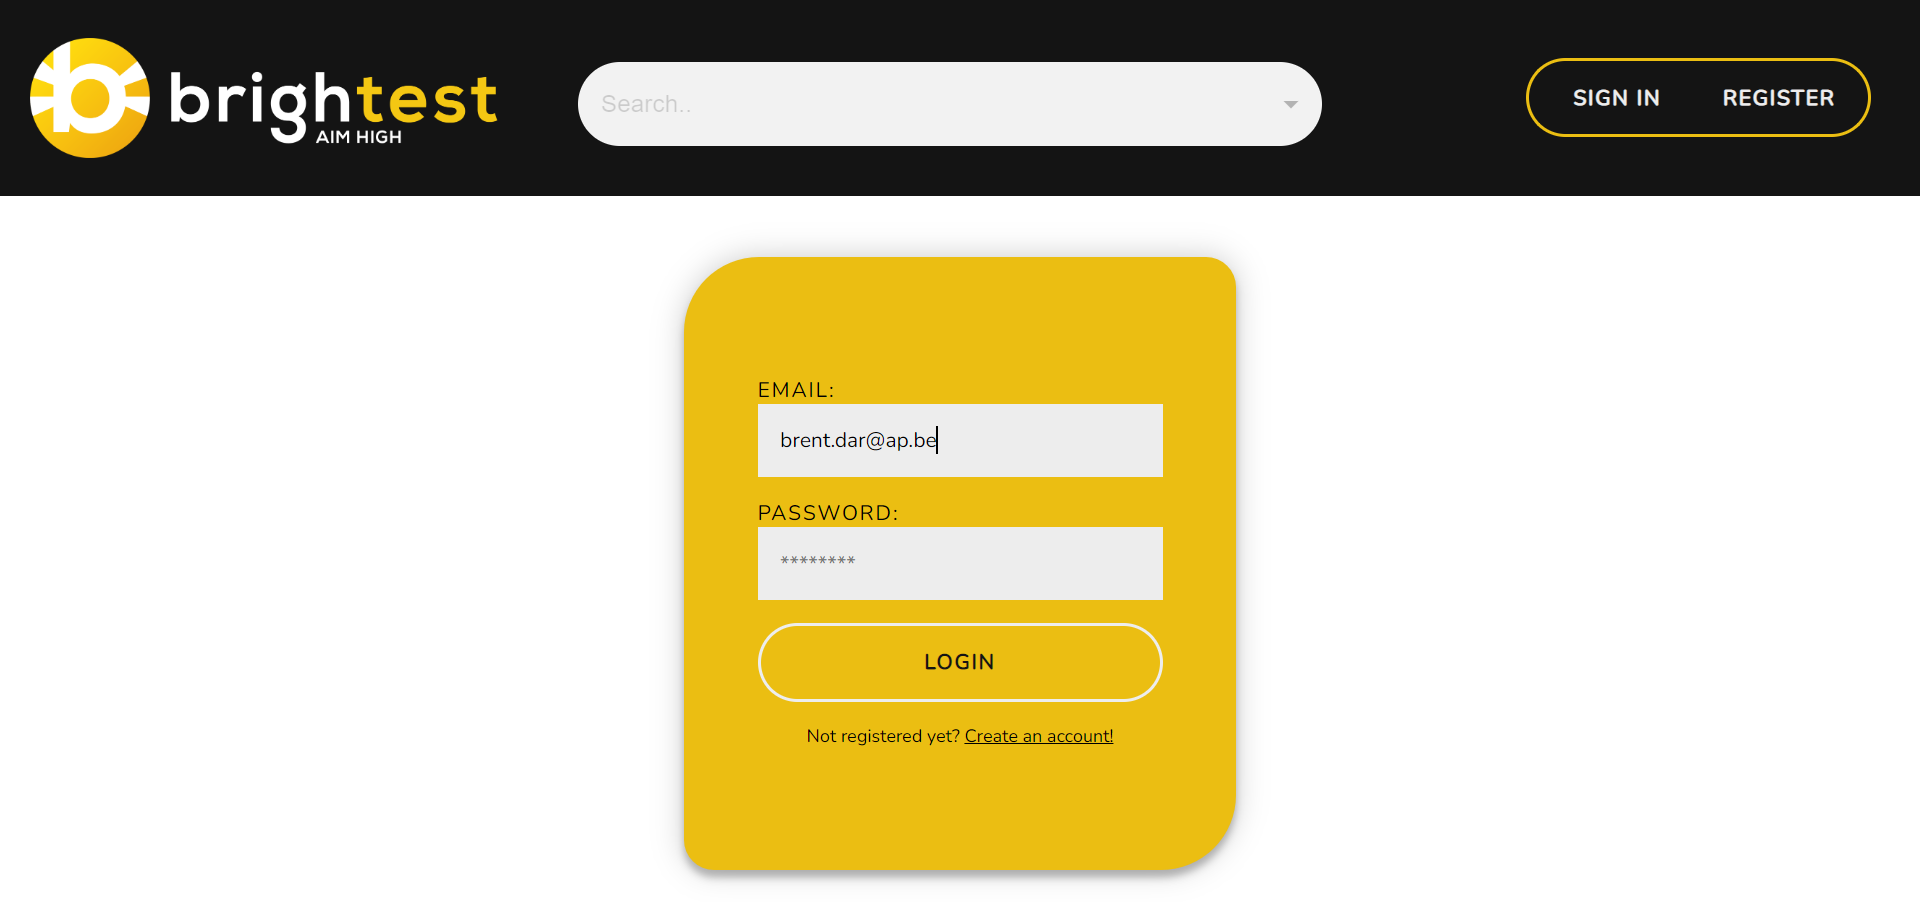 brightest
AIM HIGH
Search..
SIGN IN
REGISTER
EMAIL:
brent.dar@ap.be
PASSWORD:
********
LOGIN
Not registered yet? Create an account!